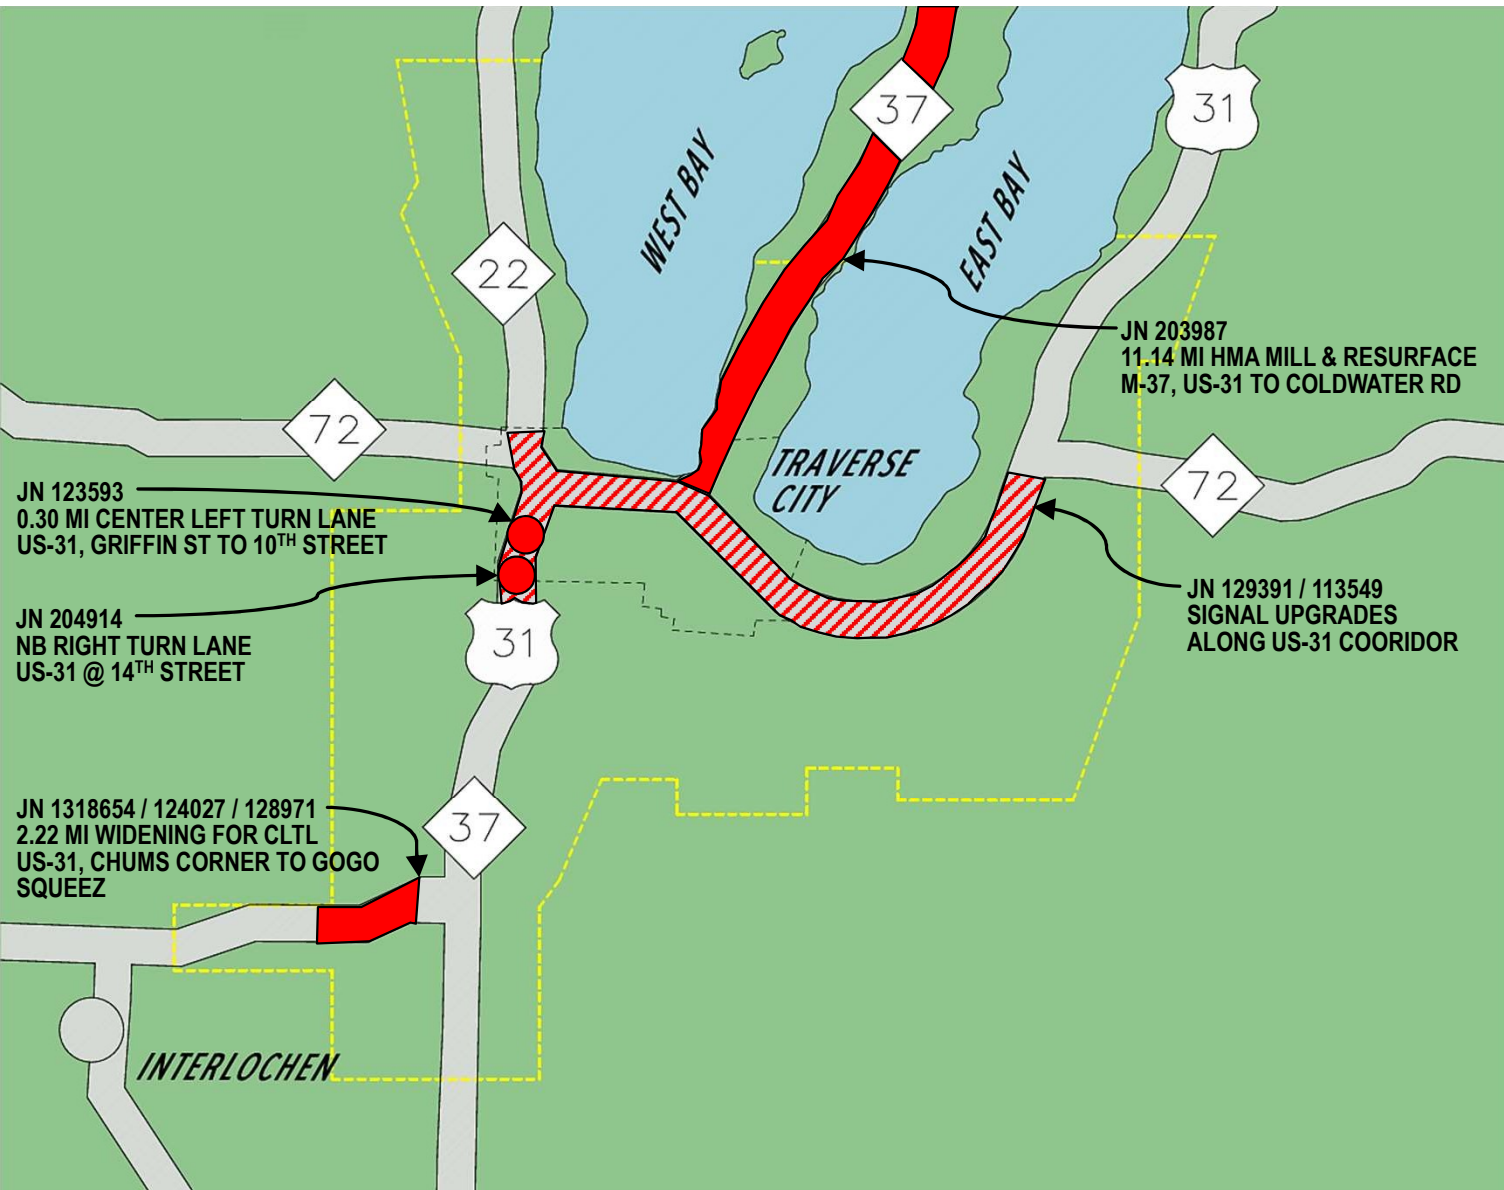 37
31
WEST BAY
EAST BAY
22
JN 203987
11.14 MI HMA MILL & RESURFACE
M-37, US-31 TO COLDWATER RD
72
TRAVERSE
CITY
72
JN 123593
0.30 MI CENTER LEFT TURN LANE
US-31, GRIFFIN ST TO 10TH STREET
JN 129391 / 113549
SIGNAL UPGRADES
ALONG US-31 COORIDOR
JN 204914
NB RIGHT TURN LANE
US-31 @ 14TH STREET
31
JN 1318654 / 124027 / 128971
2.22 MI WIDENING FOR CLTL
US-31, CHUMS CORNER TO GOGO
SQUEEZ
37
INTERLOCHEN